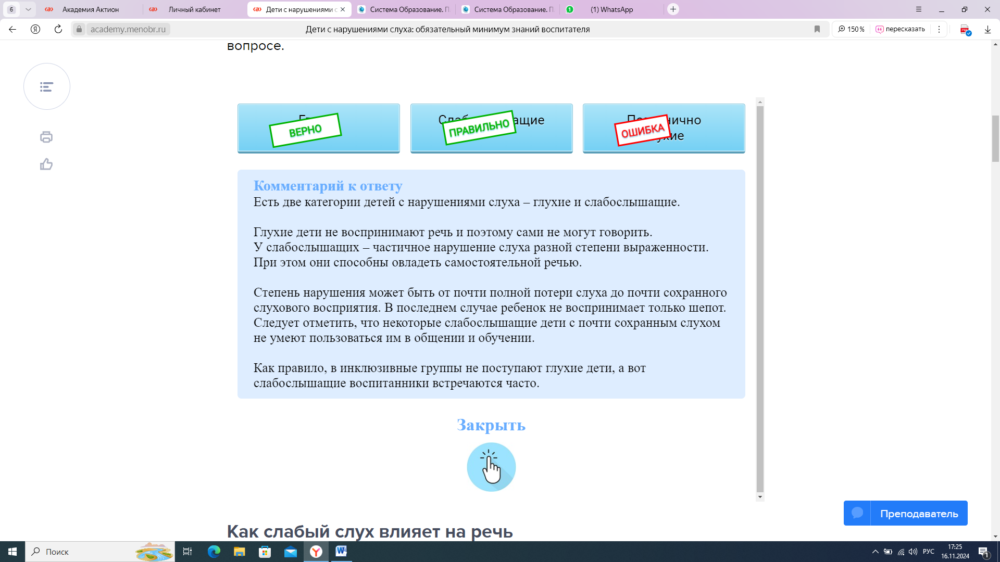 6
Академия Актион
Личный кабинет
Дети с нарушениями с
Система Образование. П
Система Образование. П
1
(1) WhatsApp
academy.menobr.ru
Дети с нарушениями слуха: обязательный минимум знаний воспитателя
150 %
пересказать
вопросе.
ВЕРНО
ПРАВИЛЬНО
ОШИБКА
Комментарий к ответу
Есть две категории детей с нарушениями слуха – глухие и слабослышащие.
Глухие дети не воспринимают речь и поэтому сами не могут говорить.
У слабослышащих – частичное нарушение слуха разной степени выраженности.
При этом они способны овладеть самостоятельной речью.
Степень нарушения может быть от почти полной потери слуха до почти сохранного
слухового восприятия. В последнем случае ребенок не воспринимает только шепот.
Следует отметить, что некоторые слабослышащие дети с почти сохранным слухом
не умеют пользоваться им в общении и обучении.
Как правило, в инклюзивные группы не поступают глухие дети, а вот
слабослышащие воспитанники встречаются часто.
Закрыть
Преподаватель
Как слабый слух влияет на речь
Поиск
РУС
17:25
16.11.2024
1